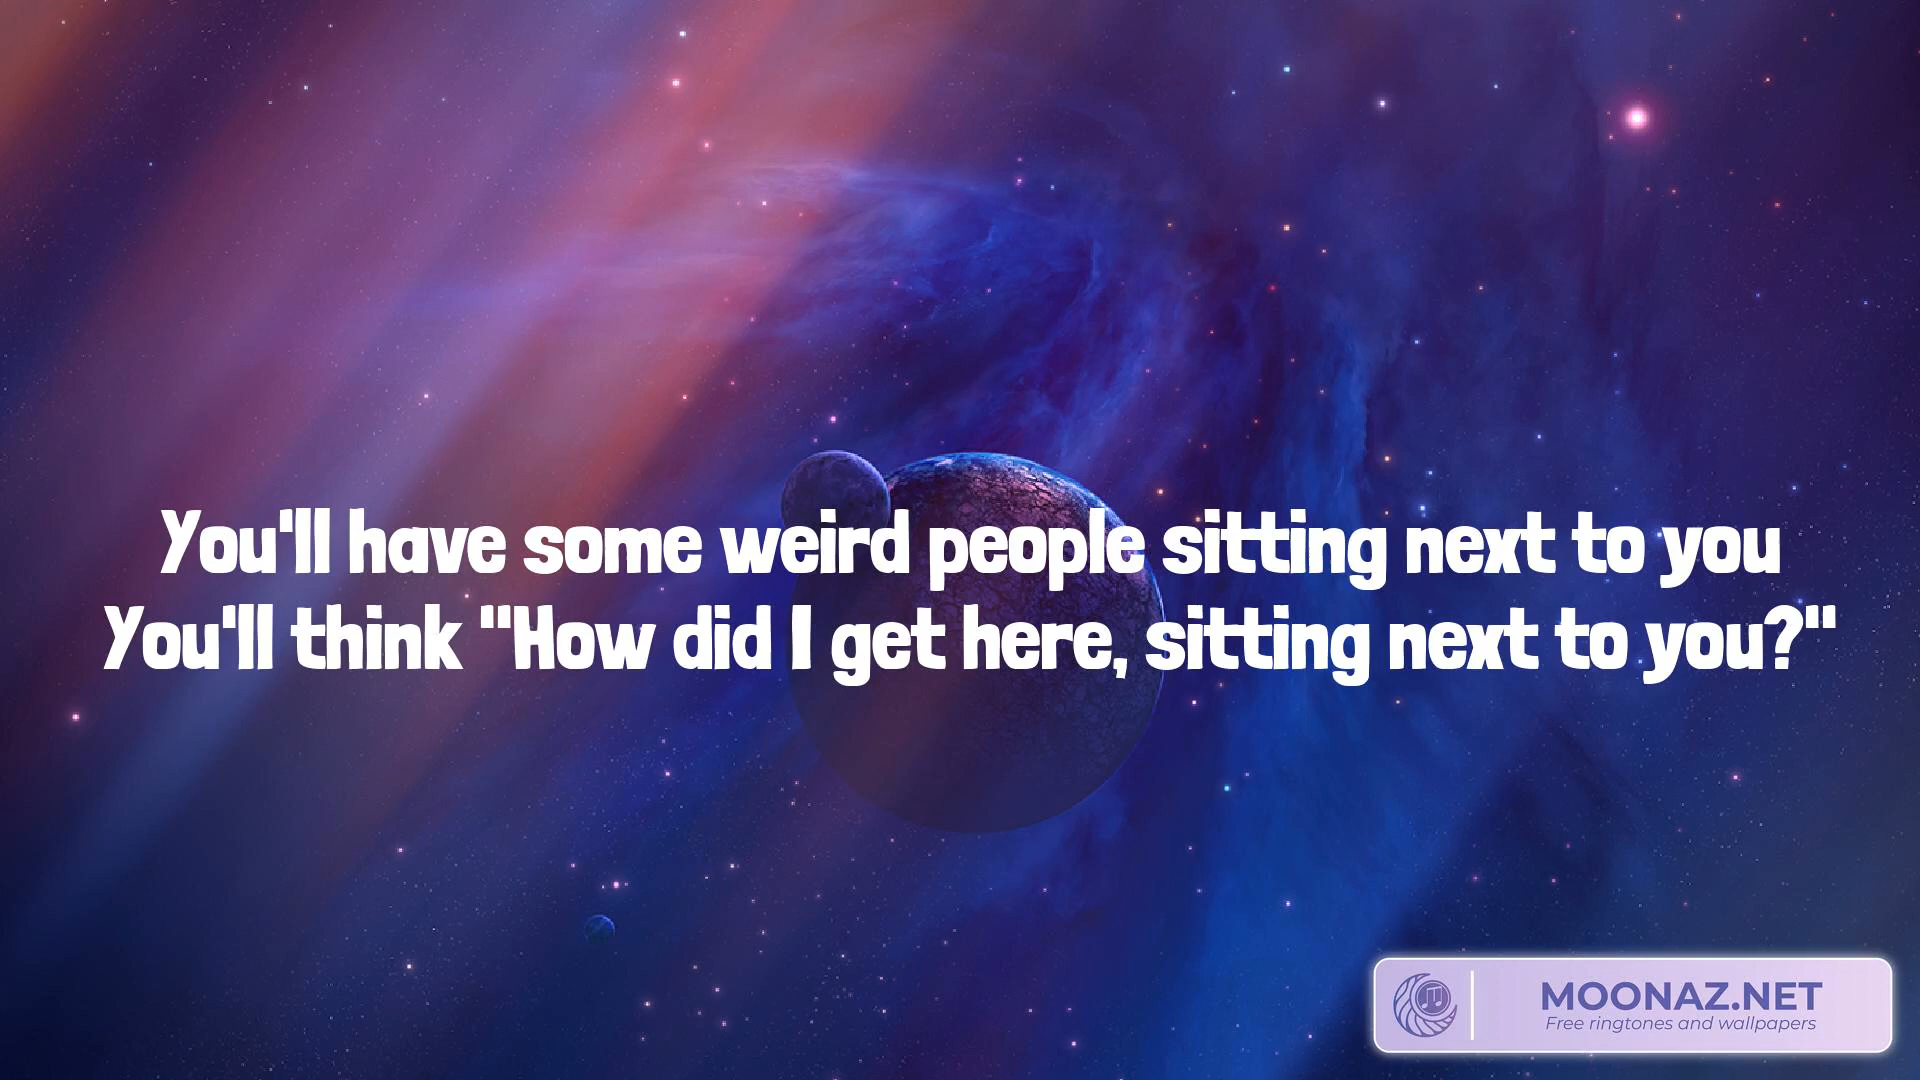 You'll have some weird people sitting next to you
You'll think "How did I get here, sitting next to you?"
MOONAZ.NET
Free ringtones and wallpapers